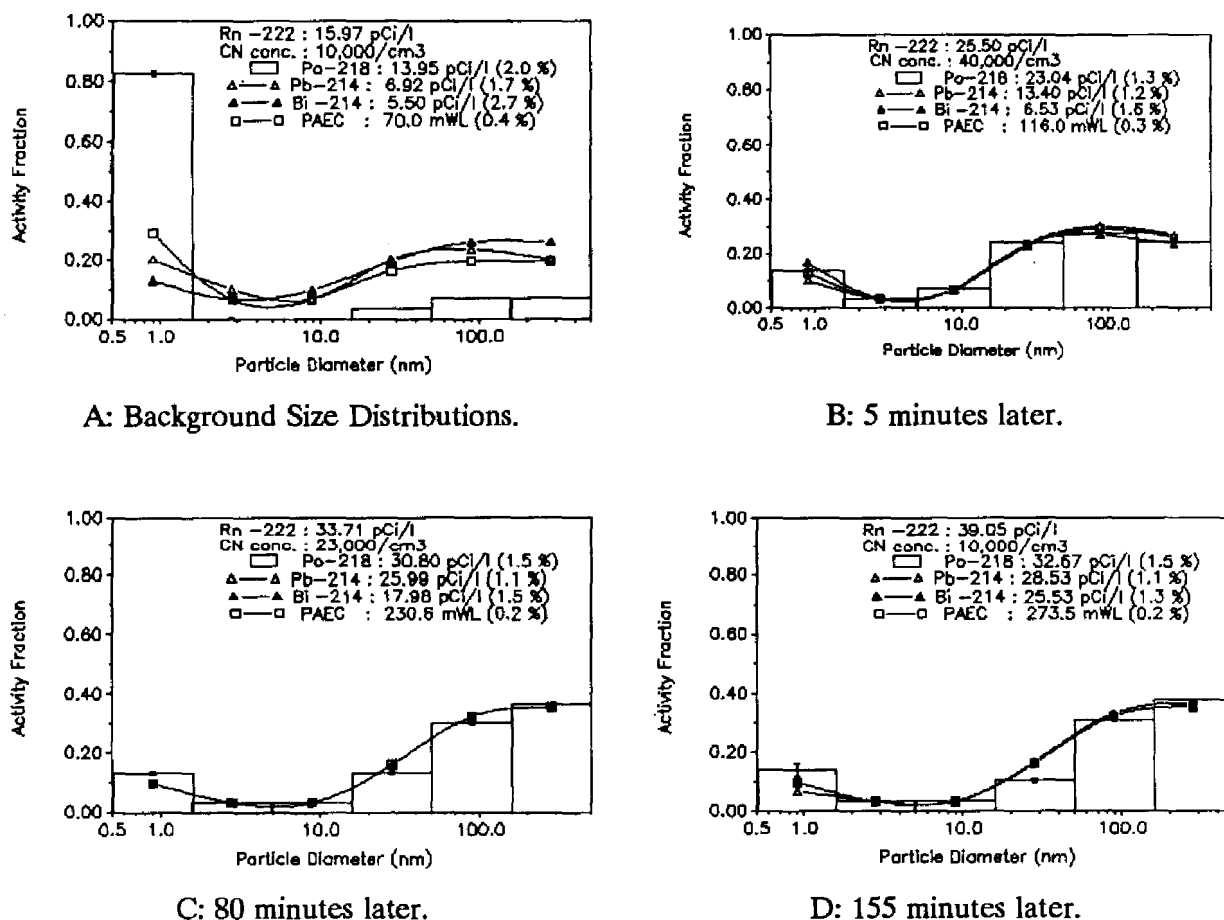 1.00
0.80
0.60
0.40
0.20
0.00
Activity Fraction
Rn -222 : 15.97 pCi/l
CN conc. : 10,000/cm3
Po-218 : 13.95 pCi/l (2.0 %)
Pb-214 : 6.92 pCi/l (1.7 %)
Bi -214 : 5.50 pCi/l (2.7 %)
PAEC : 70.0 mWL (0.4 %)
0.5 1.0 10.0 100.0
Particle Diameter (nm)
A: Background Size Distributions.
1.00
0.80
0.60
0.40
0.20
0.00
Activity Fraction
Rn -222 : 25.50 pCi/l
CN conc. : 40,000/cm3
Po-218 : 23.04 pCi/l (1.3 %)
Pb-214 : 13.40 pCi/l (1.2 %)
Bi -214 : 6.53 pCi/l (1.6 %)
PAEC : 116.0 mWL (0.3 %)
0.5 1.0 10.0 100.0
Particle Diameter (nm)
B: 5 minutes later.
1.00
0.80
0.60
0.40
0.20
0.00
Activity Fraction
Rn -222 : 33.71 pCi/l
CN conc. : 23,000/cm3
Po-218 : 30.80 pCi/l (1.5 %)
Pb-214 : 25.99 pCi/l (1.1 %)
Bi -214 : 17.98 pCi/l (1.5 %)
PAEC : 230.6 mWL (0.2 %)
0.5 1.0 10.0 100.0
Particle Diameter (nm)
C: 80 minutes later.
1.00
0.80
0.60
0.40
0.20
0.00
Activity Fraction
Rn -222 : 39.05 pCi/l
CN conc. : 10,000/cm3
Po-218 : 32.67 pCi/l (1.5 %)
Pb-214 : 28.53 pCi/l (1.1 %)
Bi -214 : 25.53 pCi/l (1.3 %)
PAEC : 273.5 mWL (0.2 %)
0.5 1.0 10.0 100.0
Particle Diameter (nm)
D: 155 minutes later.